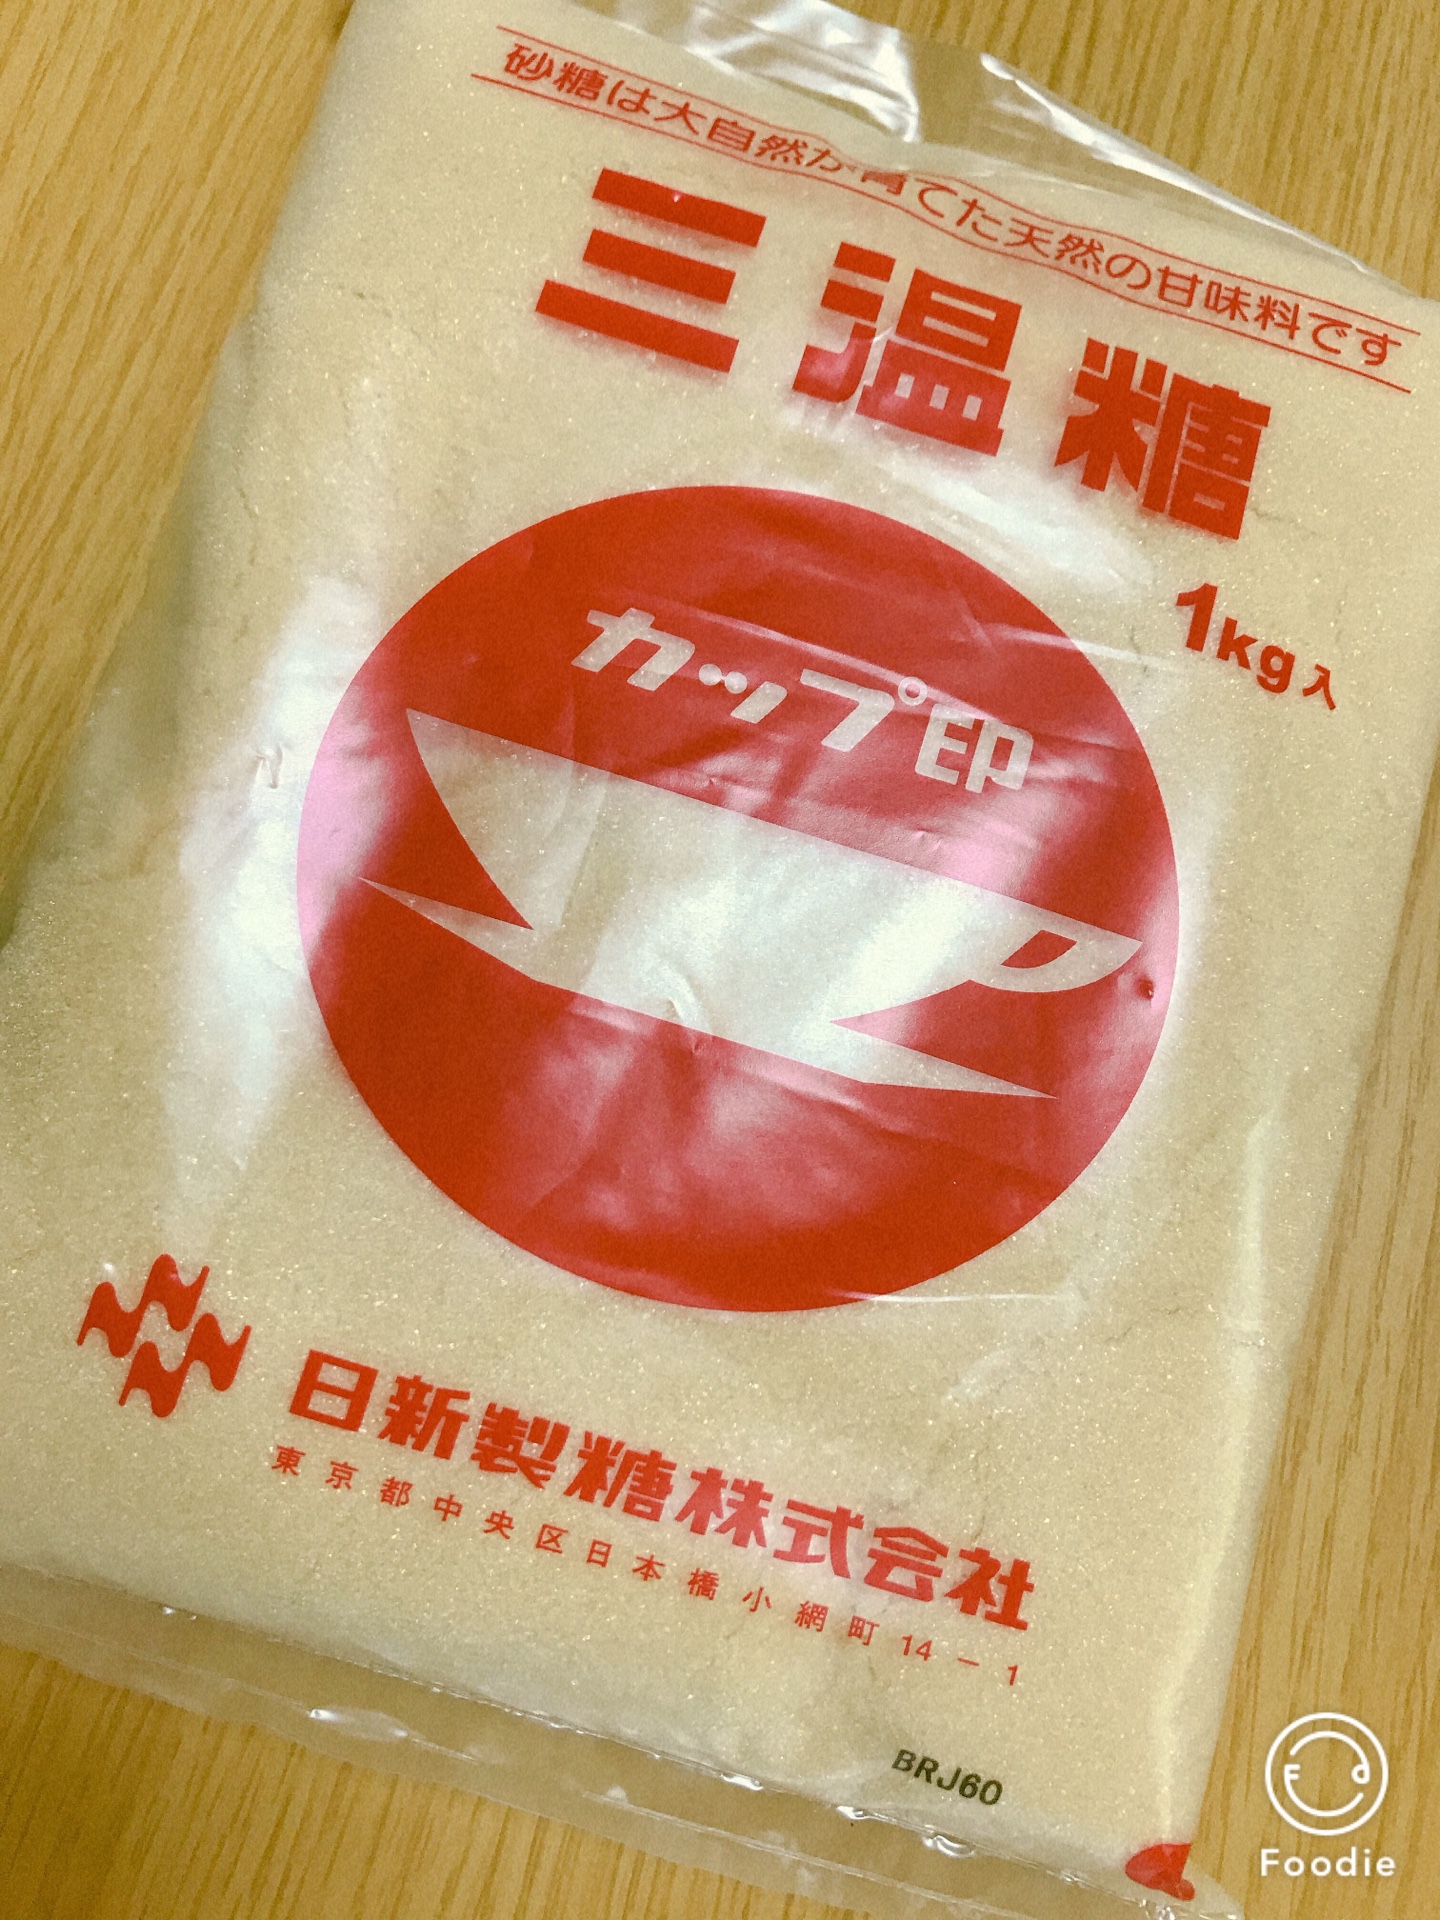 砂糖は大自然が育てた天然の甘味料です
三温糖
1kg入
カップ印
日新製糖株式会社
東京都中央区日本橋小網町14-1
BRJ60
Foodie